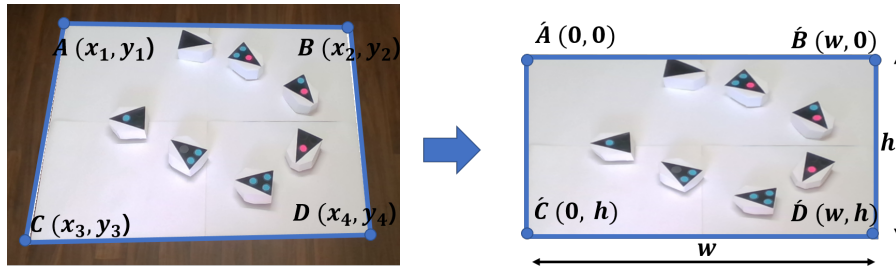 A (x₁, y₁)
B (x₂, y₂)
C (x₃, y₃)
D (x₄, y₄)
Á (0, 0)
B́ (w, 0)
Ć (0, h)
D́ (w, h)
h
w